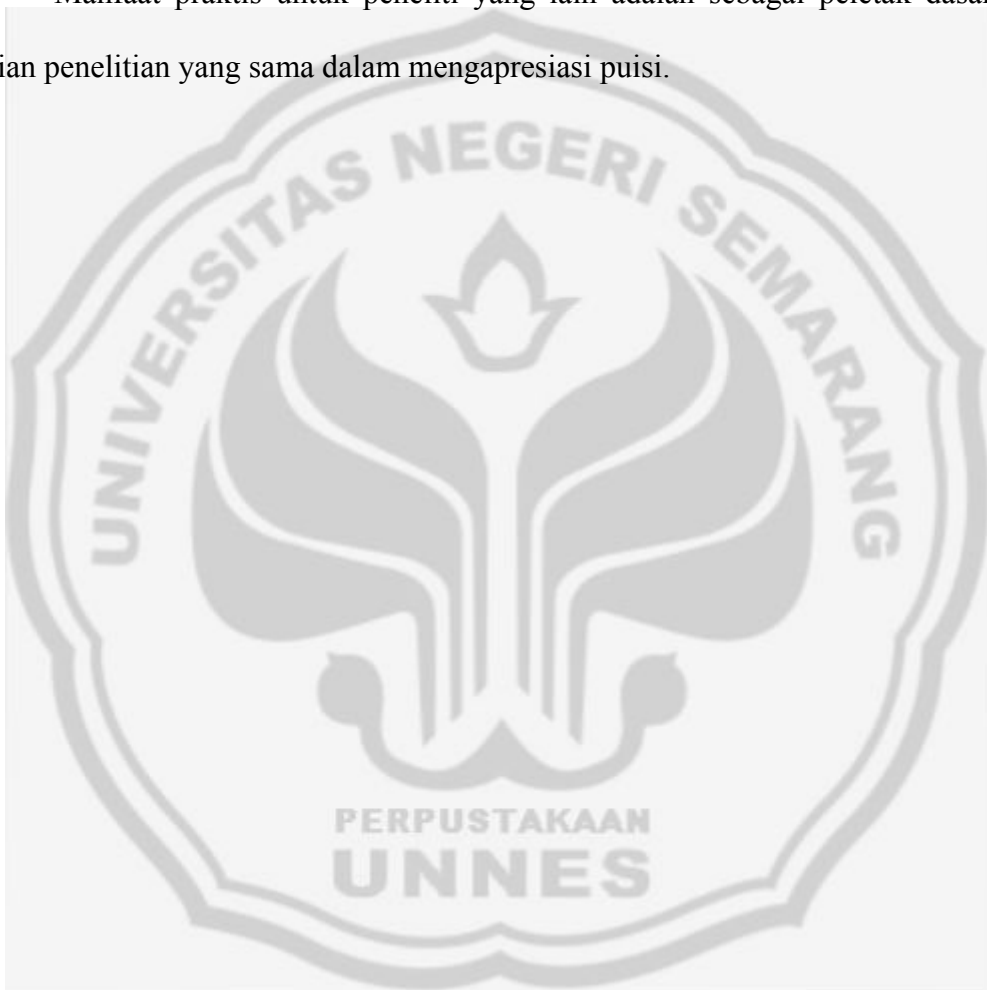 Manfaat praktis untuk peneliti yang lain adalah sebagai peletak dasar
ian penelitian yang sama dalam mengapresiasi puisi.
UNIVERSITAS NEGERI SEMARANG
PERPUSTAKAAN
UNNES